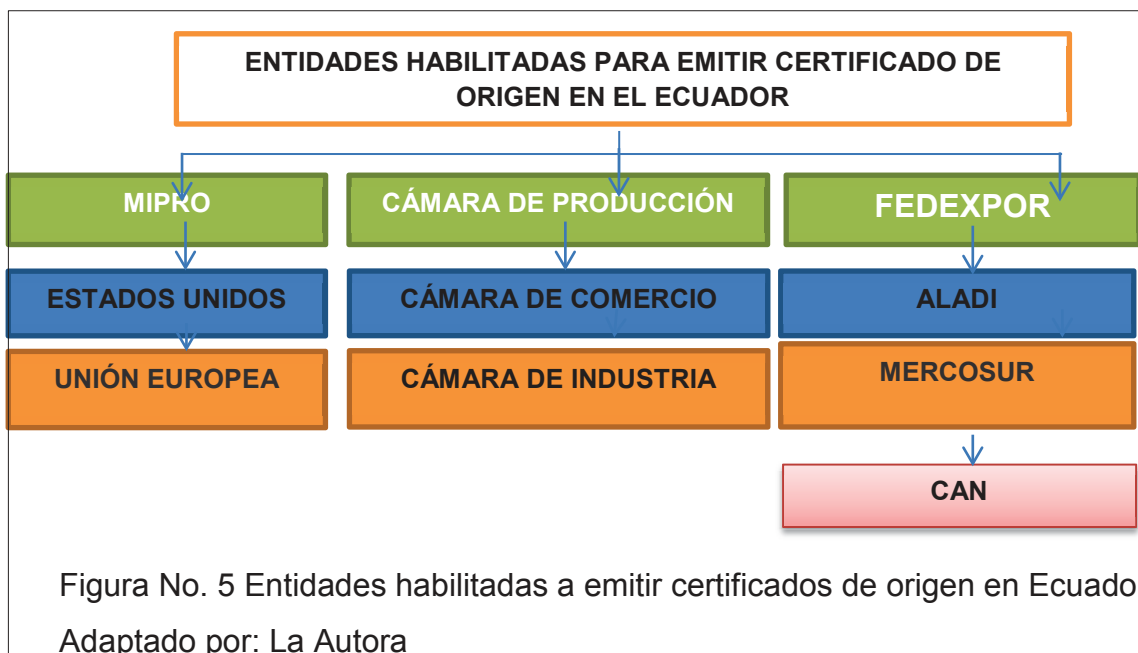 ENTIDADES HABILITADAS PARA EMITIR CERTIFICADO DE
ORIGEN EN EL ECUADOR
MIPRO
CÁMARA DE PRODUCCIÓN
FEDEXPOR
ESTADOS UNIDOS
CÁMARA DE COMERCIO
ALADI
UNIÓN EUROPEA
CÁMARA DE INDUSTRIA
MERCOSUR
CAN
Figura No. 5 Entidades habilitadas a emitir certificados de origen en Ecuado
Adaptado por: La Autora